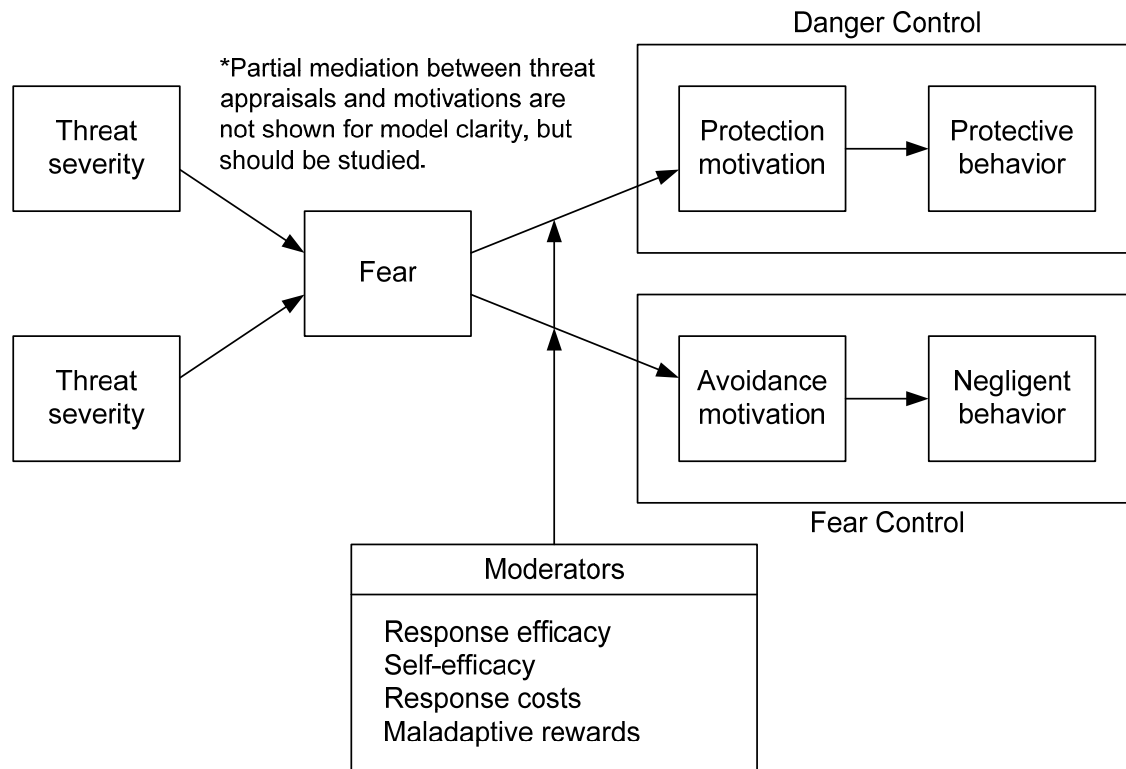 Danger Control
*Partial mediation between threat
appraisals and motivations are
not shown for model clarity, but
should be studied.
Threat
severity
Protection
motivation
Protective
behavior
Fear
Threat
severity
Avoidance
motivation
Negligent
behavior
Fear Control
Moderators
Response efficacy
Self-efficacy
Response costs
Maladaptive rewards